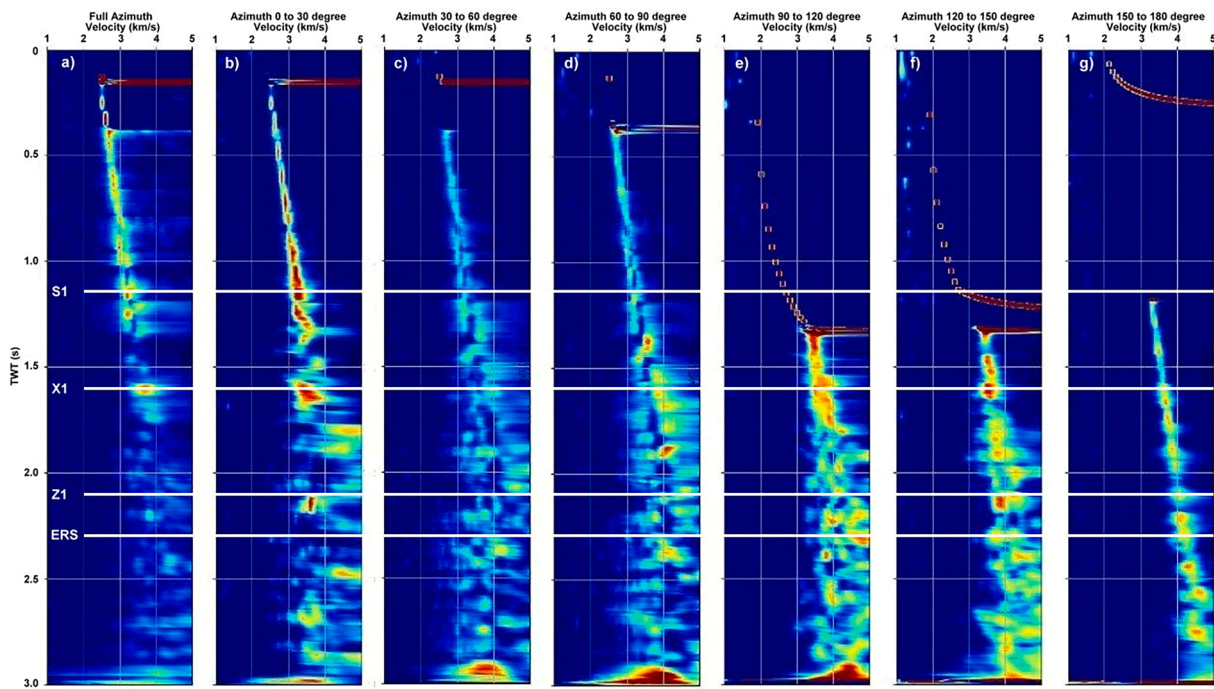 Full Azimuth
Velocity (km/s)
1 2 3 4 5
Azimuth 0 to 30 degree
Velocity (km/s)
1 2 3 4 5
Azimuth 30 to 60 degree
Velocity (km/s)
1 2 3 4 5
Azimuth 60 to 90 degree
Velocity (km/s)
1 2 3 4 5
Azimuth 90 to 120 degree
Velocity (km/s)
1 2 3 4 5
Azimuth 120 to 150 degree
Velocity (km/s)
1 2 3 4 5
Azimuth 150 to 180 degree
Velocity (km/s)
1 2 3 4 5
0
a)
b)
c)
d)
e)
f)
g)
0.5
1.0
S1
TWT (s)
1.5
X1
2.0
Z1
ERS
2.5
3.0